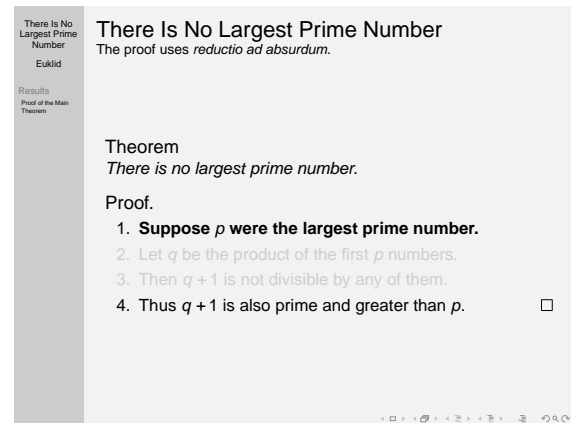 There Is No
Largest Prime
Number
Euklid
Results
Proof of the Main
Theorem
There Is No Largest Prime Number
The proof uses reductio ad absurdum.
Theorem
There is no largest prime number.
Proof.
1. Suppose p were the largest prime number.
2. Let q be the product of the first p numbers.
3. Then q + 1 is not divisible by any of them.
4. Thus q + 1 is also prime and greater than p. □